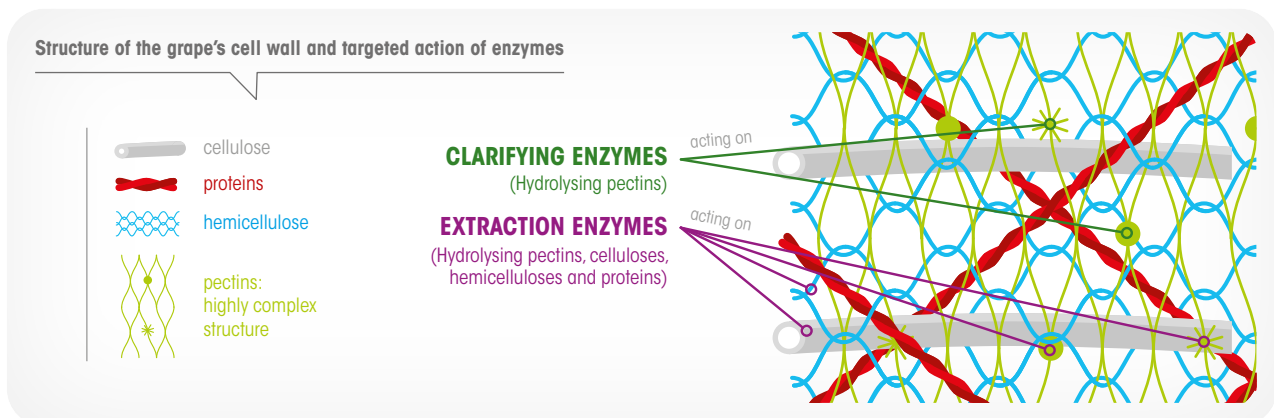 Structure of the grape's cell wall and targeted action of enzymes
cellulose
proteins
hemicellulose
pectins:
highly complex
structure
CLARIFYING ENZYMES
(Hydrolysing pectins)
acting on
EXTRACTION ENZYMES
(Hydrolysing pectins, celluloses,
hemicelluloses and proteins)
acting on